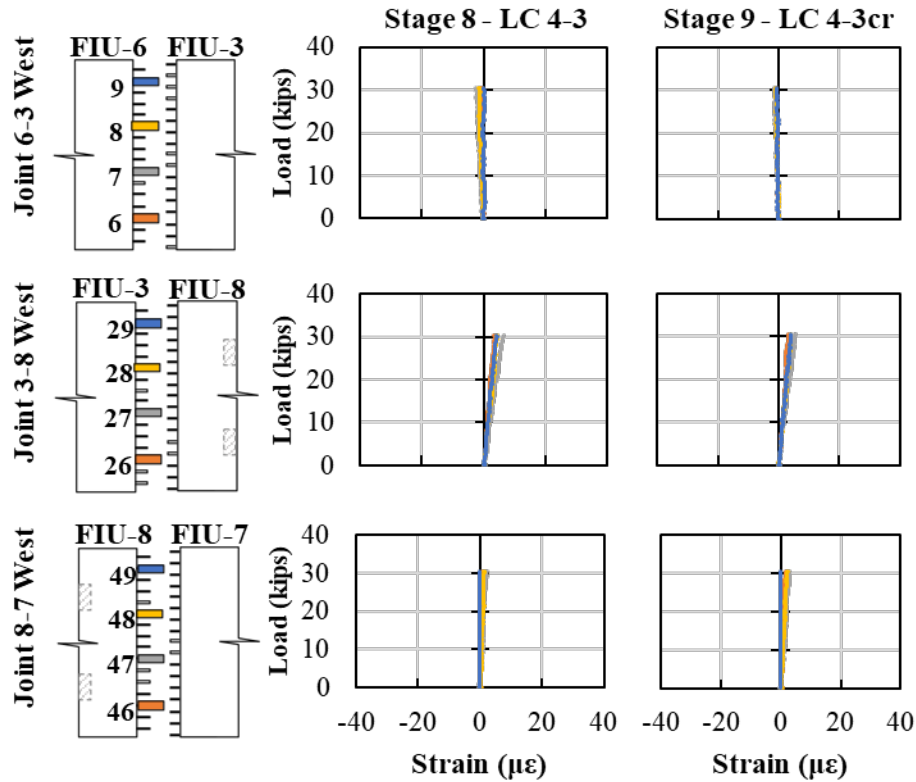 Stage 8 - LC 4-3
Stage 9 - LC 4-3cr
Joint 6-3 West
FIU-6
FIU-3
9
8
7
6
Load (kips)
40
30
20
10
0
Joint 3-8 West
FIU-3
FIU-8
29
28
27
26
Load (kips)
40
30
20
10
0
Joint 8-7 West
FIU-8
FIU-7
49
48
47
46
Load (kips)
40
30
20
10
0
-40 -20 0 20 40
-40 -20 0 20 40
Strain (με)
Strain (με)